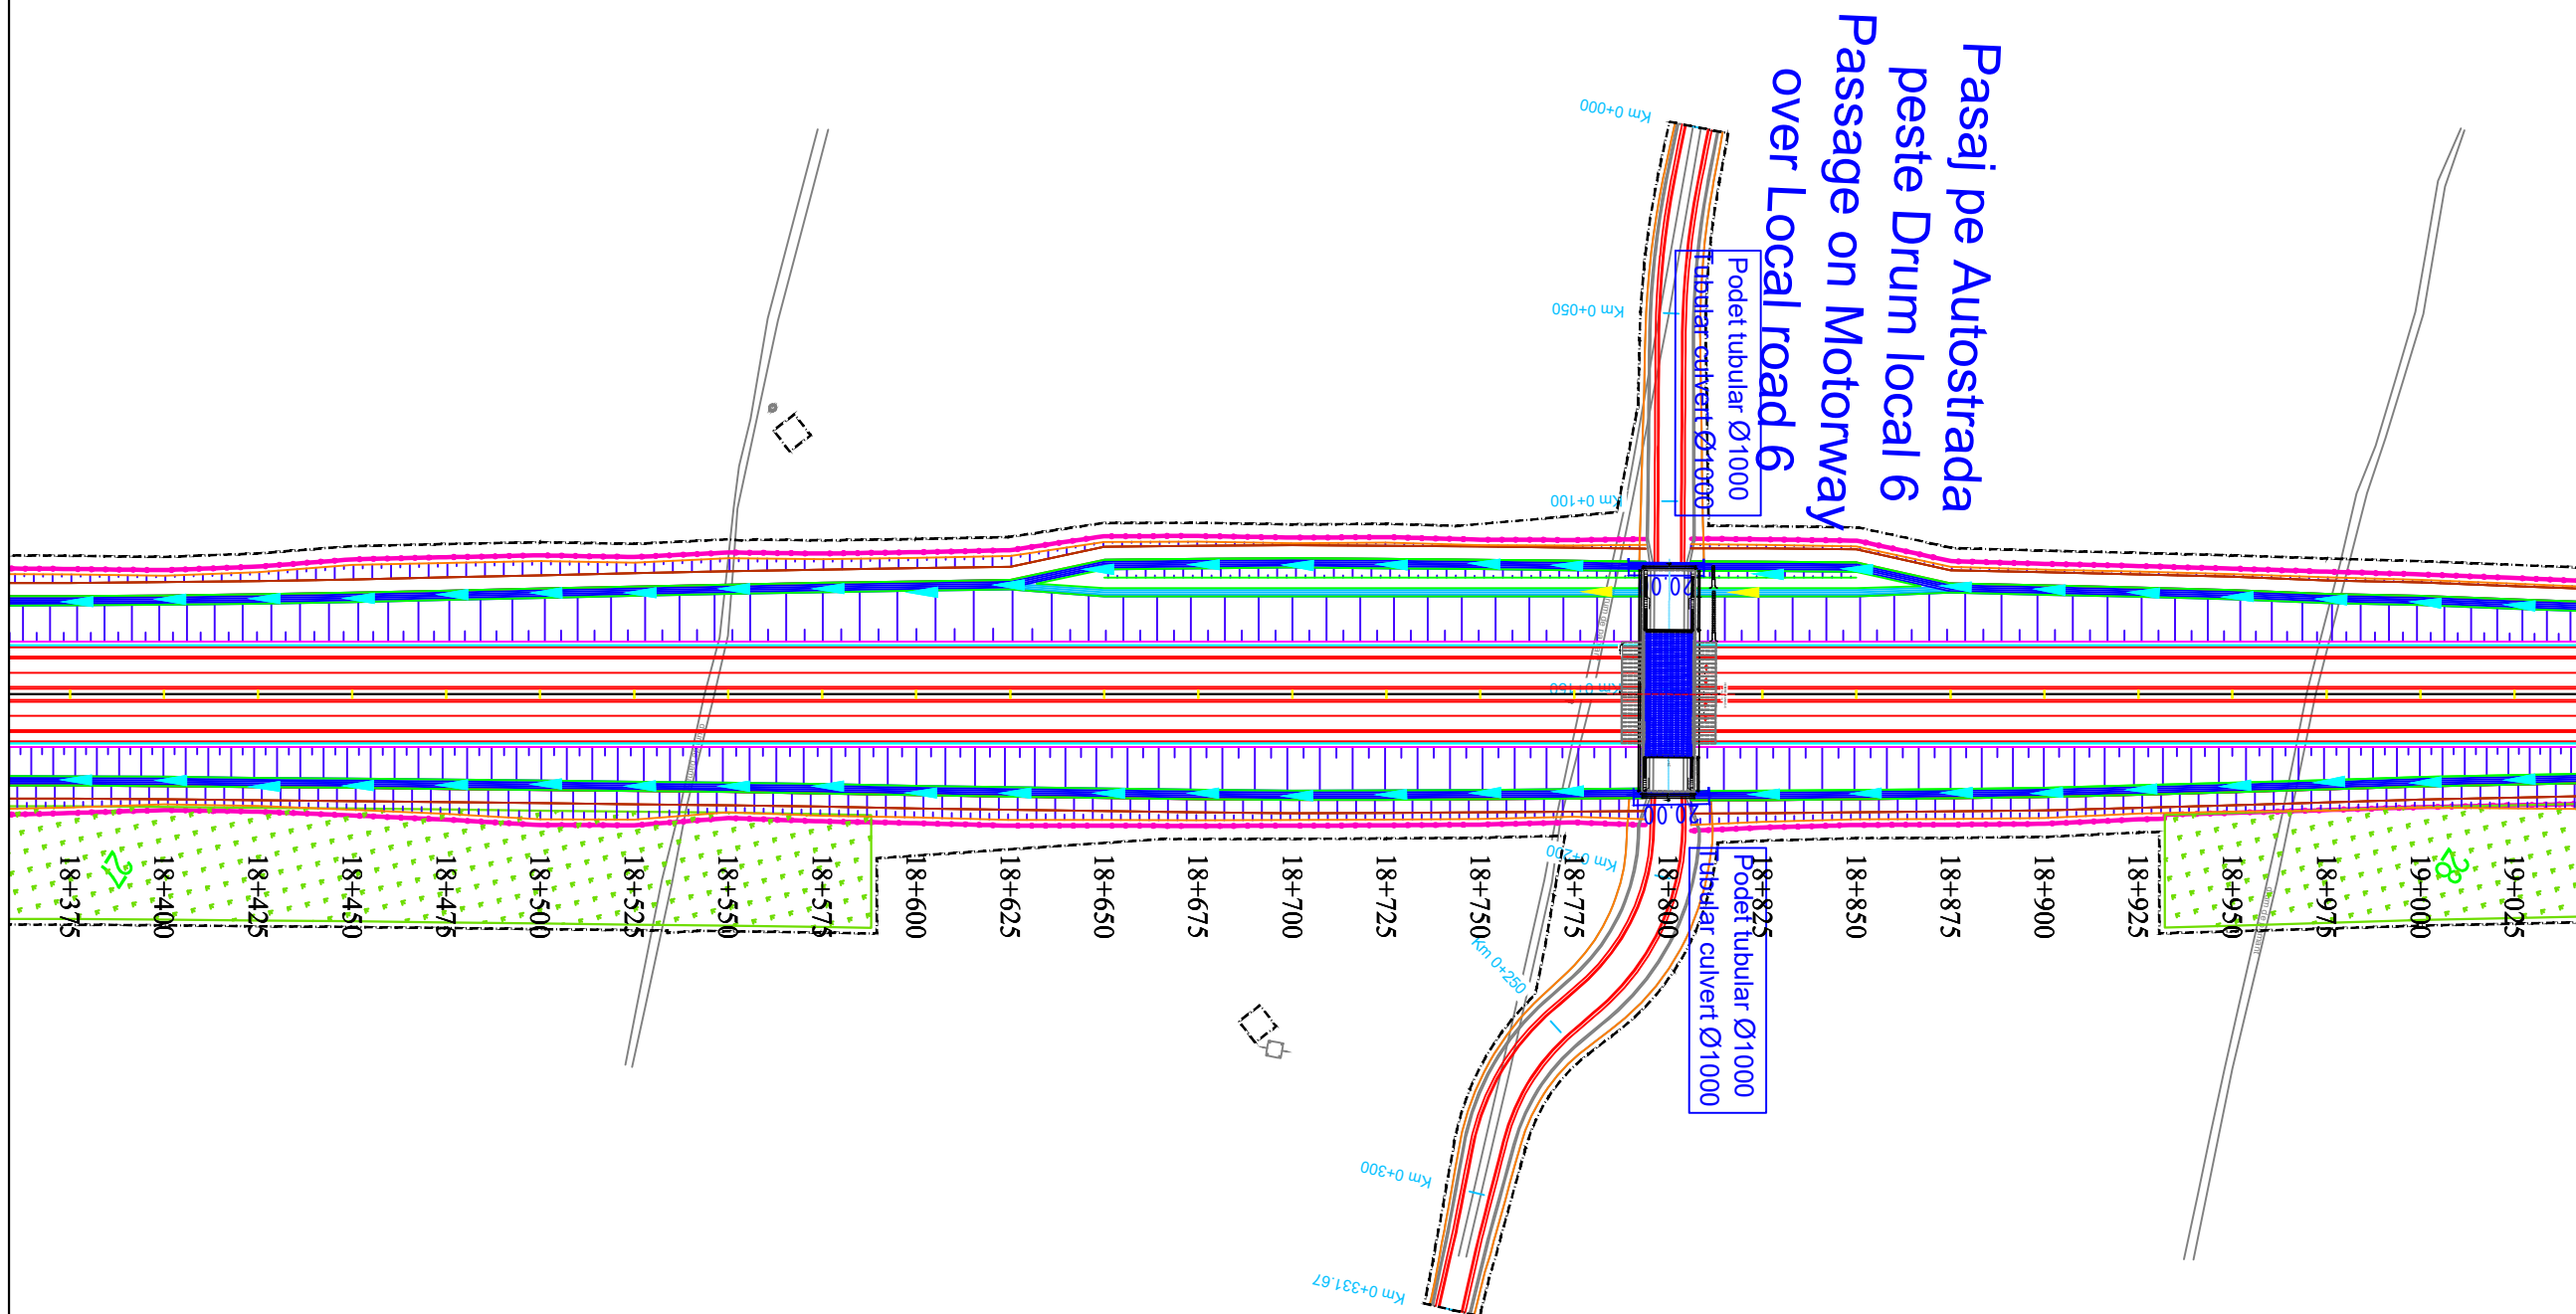 Pasaj pe Autostrada
peste Drum local 6
Passage on Motorway
over Local road 6
Podet tubular Ø1000
Tubular culvert Ø1000
Km 0+000
Km 0+050
Km 0+100
Km 0+150
Km 0+200
Km 0+250
Km 0+300
Km 0+331.67
20.00
Podet tubular Ø1000
Tubular culvert Ø1000
18+375
18+400
18+425
18+450
18+475
18+500
18+525
18+550
18+575
18+600
18+625
18+650
18+675
18+700
18+725
18+750
18+775
18+800
18+825
18+850
18+875
18+900
18+925
18+950
18+975
19+000
19+025